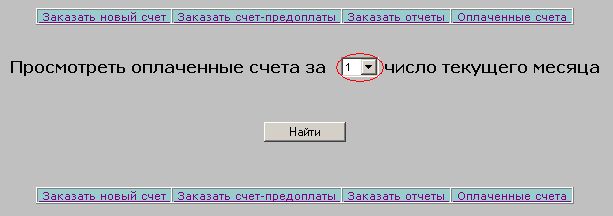 Заказать новый счет Заказать счет-предоплаты Заказать отчеты Оплаченные счета
Просмотреть оплаченные счета за 1 число текущего месяца
Найти
Заказать новый счет Заказать счет-предоплаты Заказать отчеты Оплаченные счета